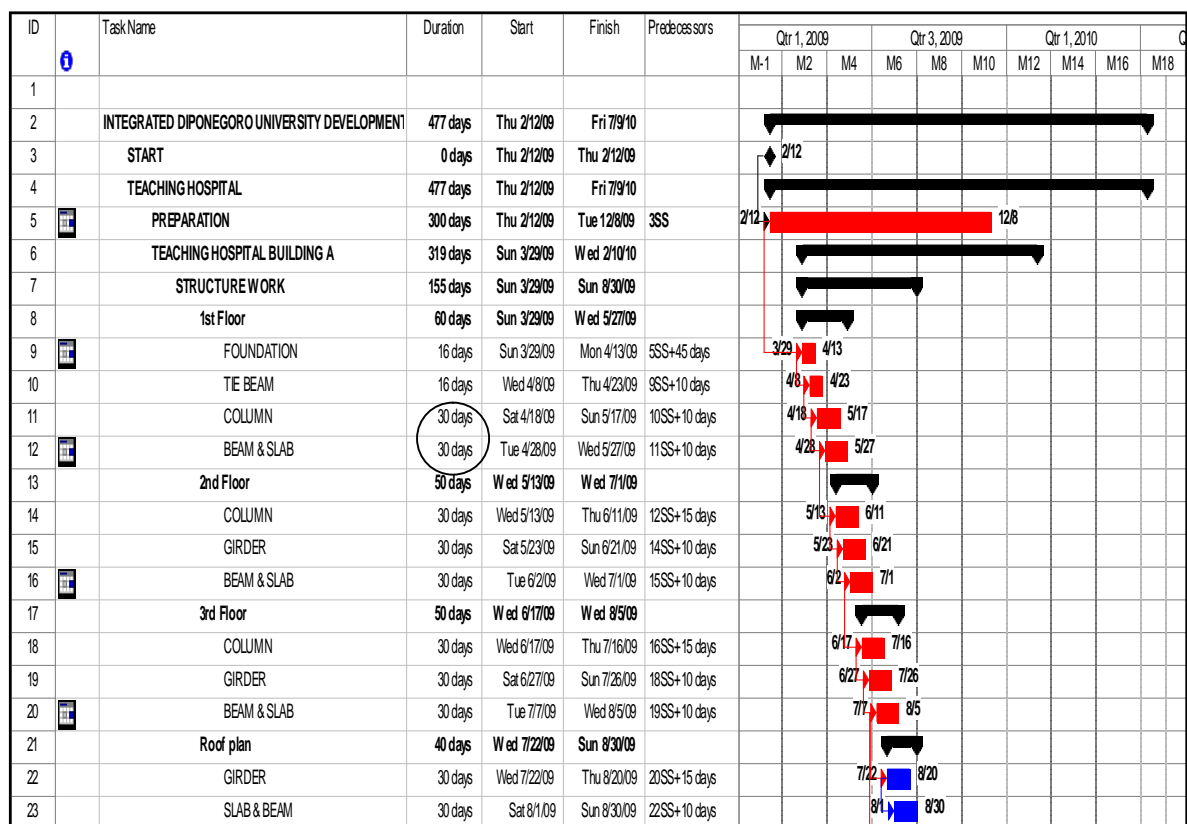 ID Task Name Duration Start Finish Predecessors
Qtr 1, 2009 Qtr 3, 2009 Qtr 1, 2010 Q
M-1 M2 M4 M6 M8 M10 M12 M14 M16 M18
1
2 INTEGRATED DIPONEGORO UNIVERSITY DEVELOPMENT 477 days Thu 2/12/09 Fri 7/9/10
3 START 0 days Thu 2/12/09 Thu 2/12/09 2/12
4 TEACHING HOSPITAL 477 days Thu 2/12/09 Fri 7/9/10
5 PREPARATION 300 days Thu 2/12/09 Tue 12/8/09 3SS 2/12 12/8
6 TEACHING HOSPITAL BUILDING A 319 days Sun 3/29/09 Wed 2/10/10
7 STRUCTURE WORK 155 days Sun 3/29/09 Sun 8/30/09
8 1st Floor 60 days Sun 3/29/09 Wed 5/27/09
9 FOUNDATION 16 days Sun 3/29/09 Mon 4/13/09 5SS+45 days 3/29 4/13
10 TIE BEAM 16 days Wed 4/8/09 Thu 4/23/09 9SS+10 days 4/8 4/23
11 COLUMN 30 days Sat 4/18/09 Sun 5/17/09 10SS+10 days 4/18 5/17
12 BEAM & SLAB 30 days Tue 4/28/09 Wed 5/27/09 11SS+10 days 4/28 5/27
13 2nd Floor 50 days Wed 5/13/09 Wed 7/1/09
14 COLUMN 30 days Wed 5/13/09 Thu 6/11/09 12SS+15 days 5/13 6/11
15 GIRDER 30 days Sat 5/23/09 Sun 6/21/09 14SS+10 days 5/23 6/21
16 BEAM & SLAB 30 days Tue 6/2/09 Wed 7/1/09 15SS+10 days 6/2 7/1
17 3rd Floor 50 days Wed 6/17/09 Wed 8/5/09
18 COLUMN 30 days Wed 6/17/09 Thu 7/16/09 16SS+15 days 6/17 7/16
19 GIRDER 30 days Sat 6/27/09 Sun 7/26/09 18SS+10 days 6/27 7/26
20 BEAM & SLAB 30 days Tue 7/7/09 Wed 8/5/09 19SS+10 days 7/7 8/5
21 Roof plan 40 days Wed 7/22/09 Sun 8/30/09
22 GIRDER 30 days Wed 7/22/09 Thu 8/20/09 20SS+15 days 7/22 8/20
23 SLAB & BEAM 30 days Sat 8/1/09 Sun 8/30/09 22SS+10 days 8/1 8/30